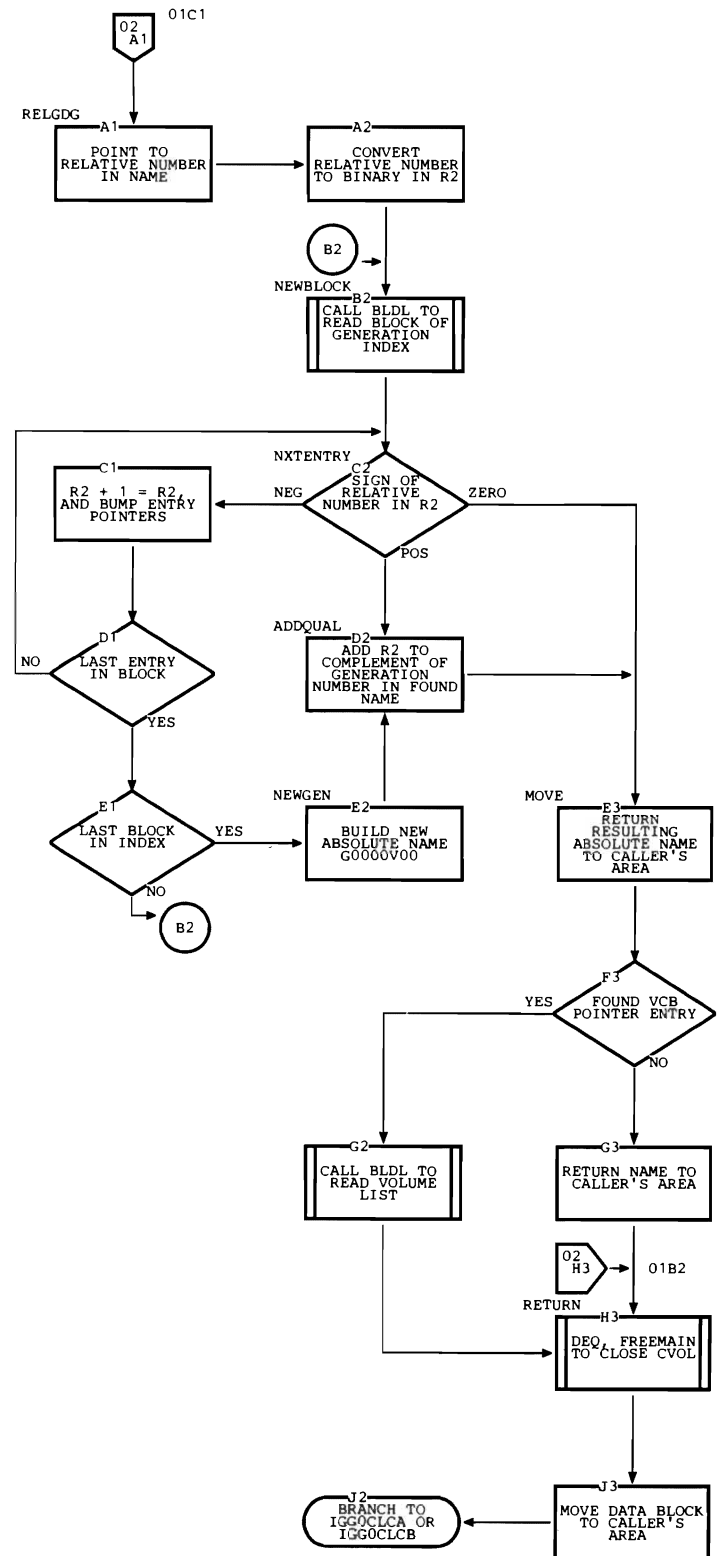 02
A1
01C1
RELGDG
A1
POINT TO
RELATIVE NUMBER
IN NAME
A2
CONVERT
RELATIVE NUMBER
TO BINARY IN R2
B2
NEWBLOCK
B2
CALL BLDL TO
READ BLOCK OF
GENERATION
INDEX
NXTENTRY
C1
R2 + 1 = R2,
AND BUMP ENTRY
POINTERS
NEG
C2
SIGN OF
RELATIVE
NUMBER IN R2
ZERO
POS
D1
LAST ENTRY
IN BLOCK
NO
YES
ADDQUAL
D2
ADD R2 TO
COMPLEMENT OF
GENERATION
NUMBER IN FOUND
NAME
E1
LAST BLOCK
IN INDEX
YES
NO
B2
NEWGEN
E2
BUILD NEW
ABSOLUTE NAME
G0000V00
MOVE
E3
RETURN
RESULTING
ABSOLUTE NAME
TO CALLER'S
AREA
F3
FOUND VCB
POINTER ENTRY
YES
NO
G2
CALL BLDL TO
READ VOLUME
LIST
G3
RETURN NAME TO
CALLER'S AREA
02
H3
01B2
RETURN
H3
DEQ, FREEMAIN
TO CLOSE CVOL
J2
BRANCH TO
IGG0CLCA OR
IGG0CLCB
J3
MOVE DATA BLOCK
TO CALLER'S
AREA